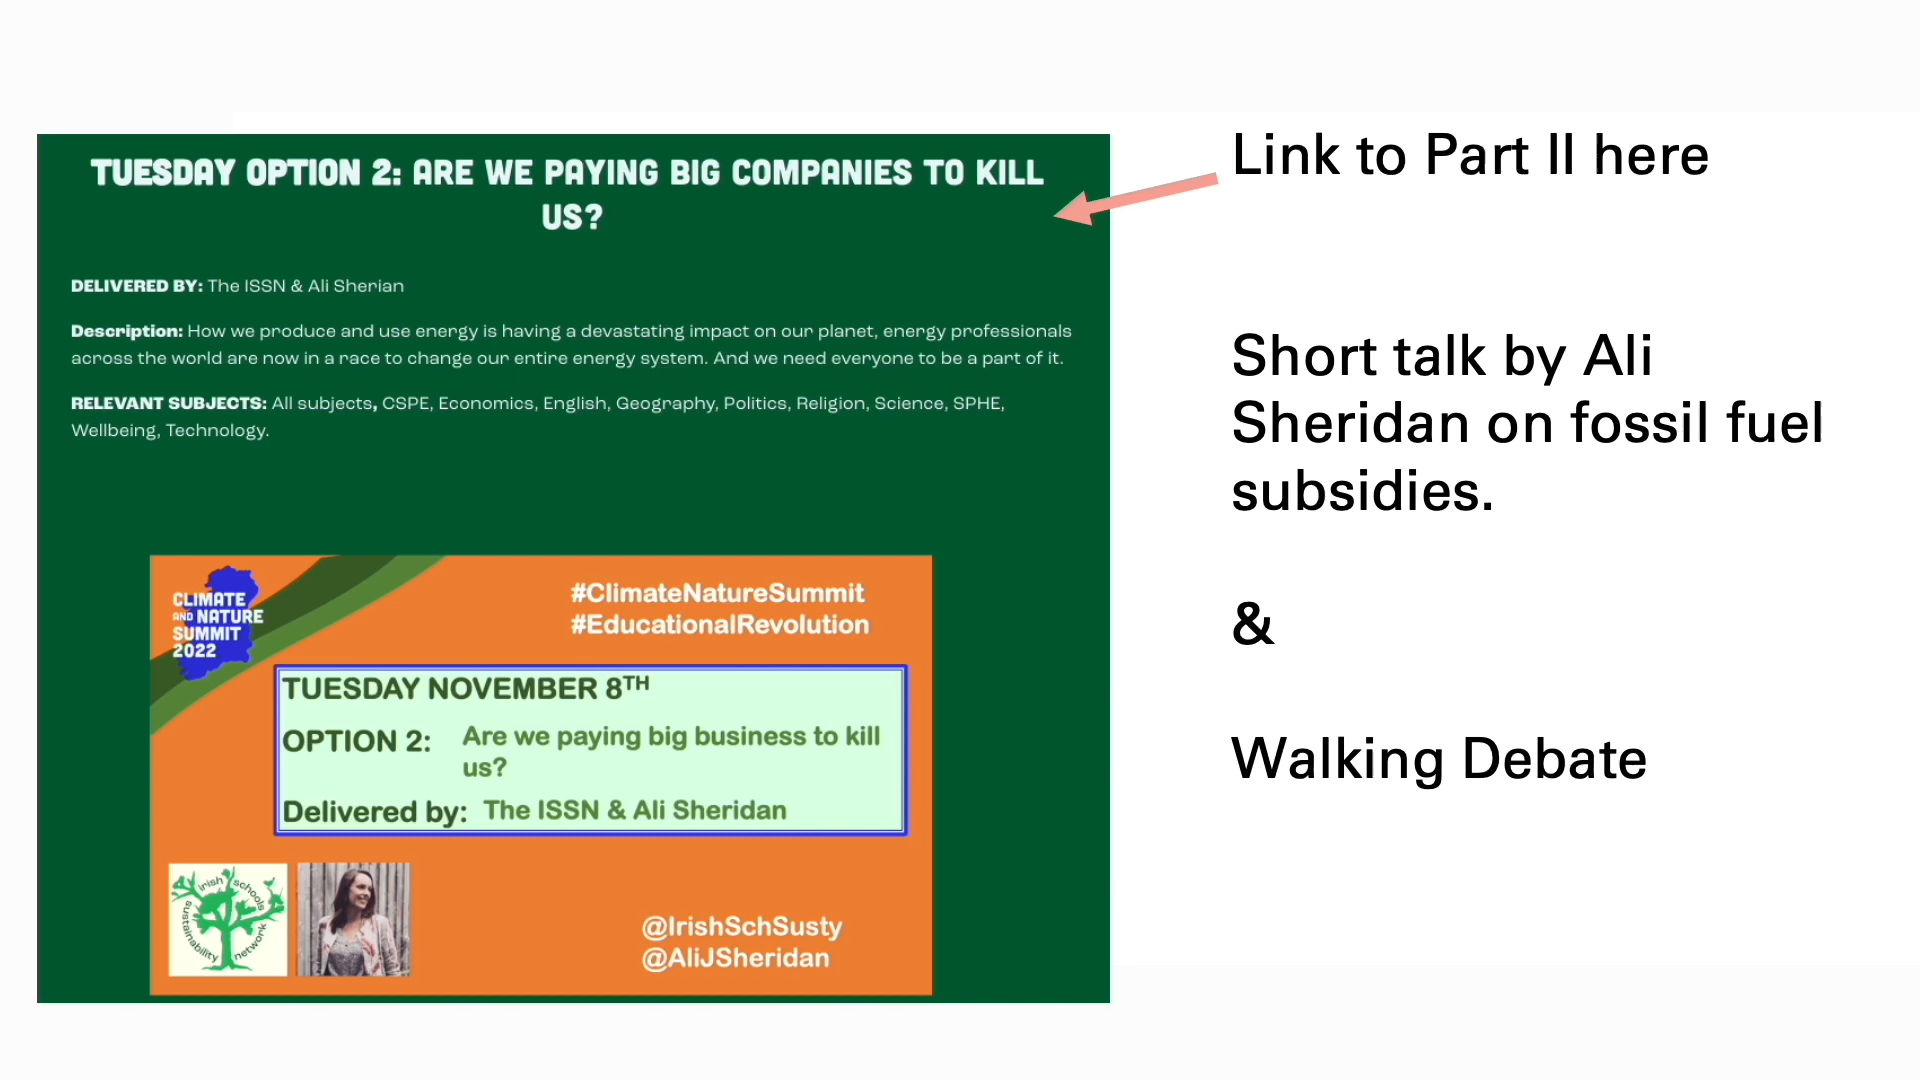 TUESDAY OPTION 2: ARE WE PAYING BIG COMPANIES TO KILL
US?
DELIVERED BY: The ISSN & Ali Sherian
Description: How we produce and use energy is having a devastating impact on our planet, energy professionals
across the world are now in a race to change our entire energy system. And we need everyone to be a part of it.
RELEVANT SUBJECTS: All subjects, CSPE, Economics, English, Geography, Politics, Religion, Science, SPHE,
Wellbeing, Technology.
CLIMATE
AND NATURE
SUMMIT
2022
#ClimateNatureSummit
#EducationalRevolution
TUESDAY NOVEMBER 8TH
OPTION 2: Are we paying big business to kill
us?
Delivered by: The ISSN & Ali Sheridan
irish schools
sustainability network
@IrishSchSusty
@AliJSheridan
Link to Part II here
Short talk by Ali
Sheridan on fossil fuel
subsidies.
&
Walking Debate